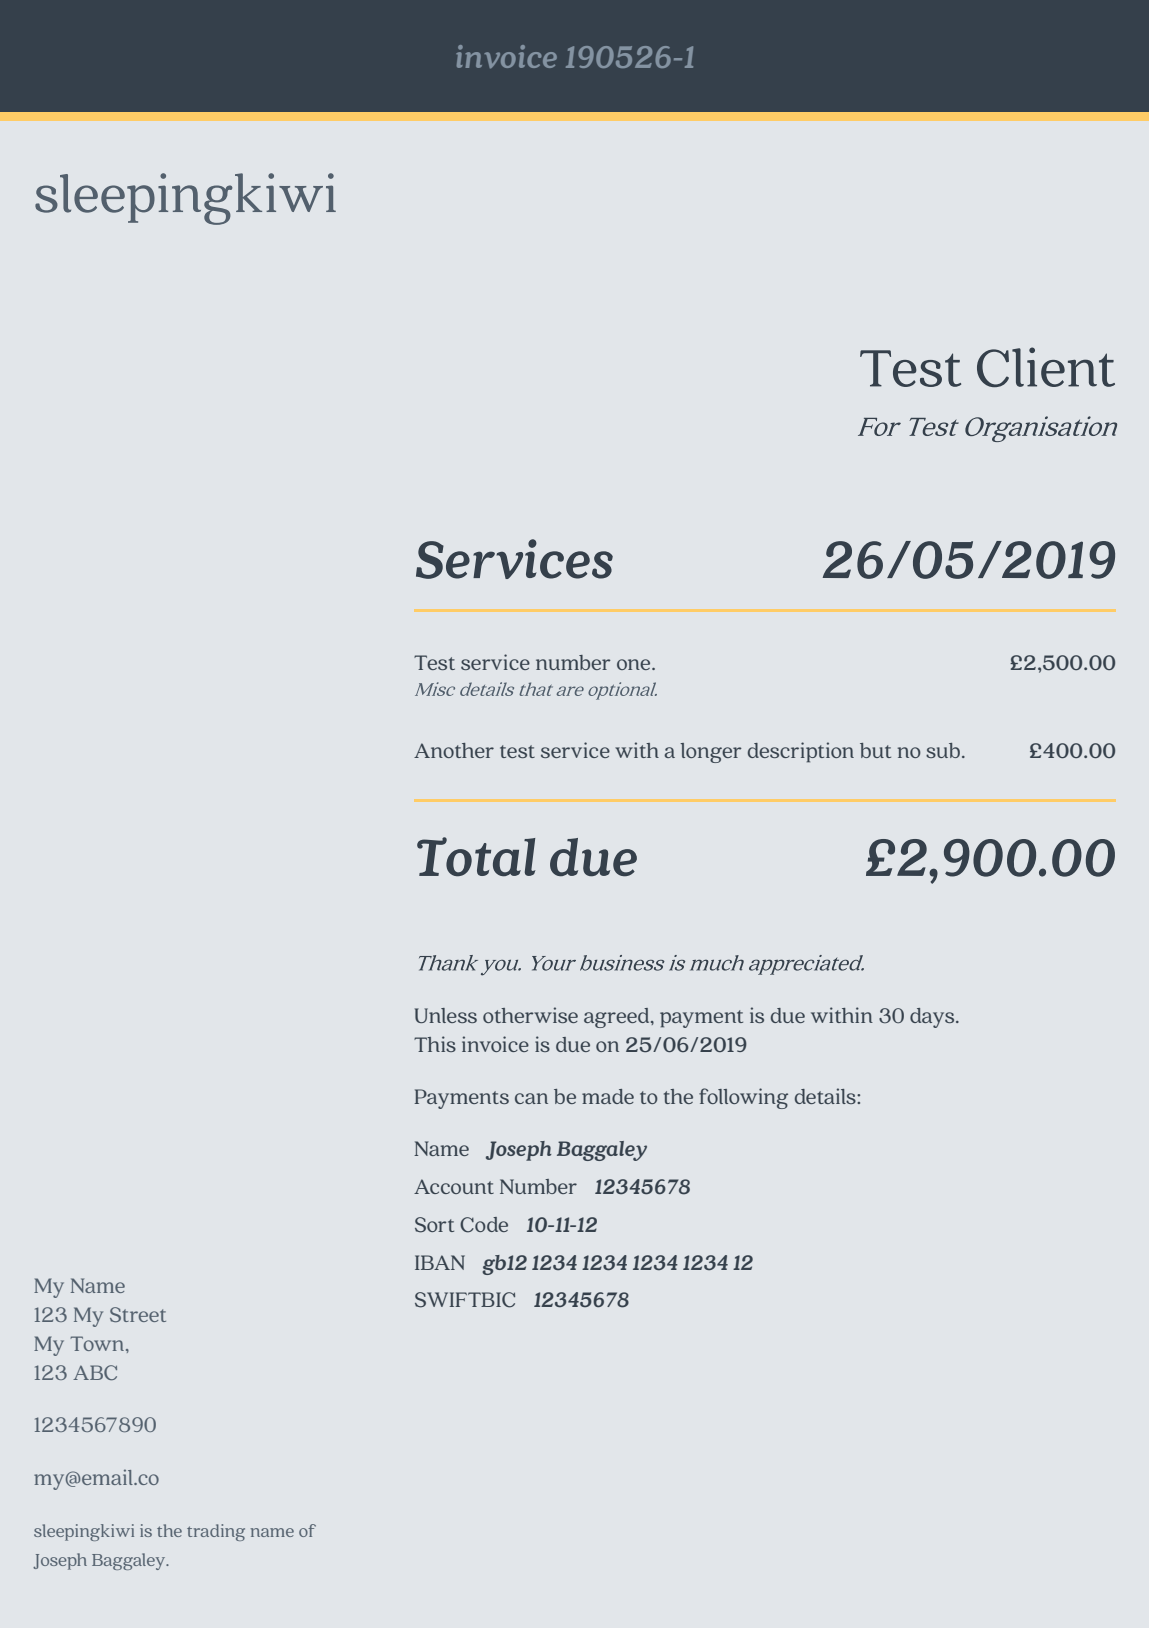 invoice 190526-1
sleepingkiwi
Test Client
For Test Organisation
Services 26/05/2019
Test service number one. £2,500.00
Misc details that are optional.
Another test service with a longer description but no sub. £400.00
Total due £2,900.00
Thank you. Your business is much appreciated.
Unless otherwise agreed, payment is due within 30 days.
This invoice is due on 25/06/2019
Payments can be made to the following details:
Name Joseph Baggaley
Account Number 12345678
Sort Code 10-11-12
IBAN gb12 1234 1234 1234 1234 12
SWIFTBIC 12345678
My Name
123 My Street
My Town,
123 ABC
1234567890
my@email.co
sleepingkiwi is the trading name of
Joseph Baggaley.